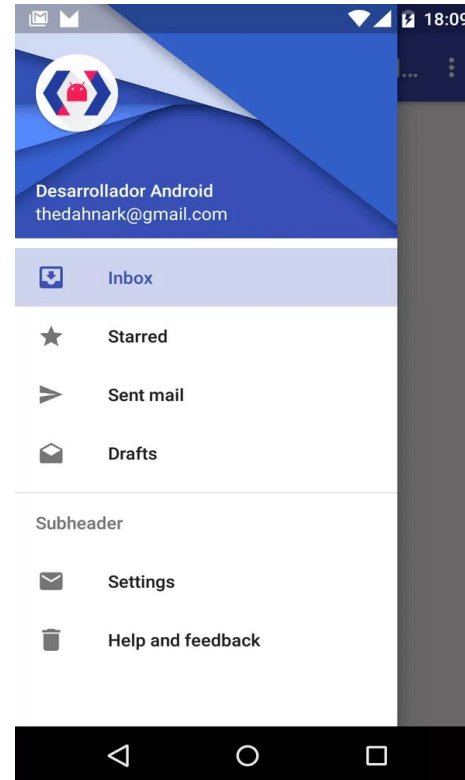 18:09
...
Desarrollador Android
thedahnark@gmail.com
Inbox
Starred
Sent mail
Drafts
Subheader
Settings
Help and feedback